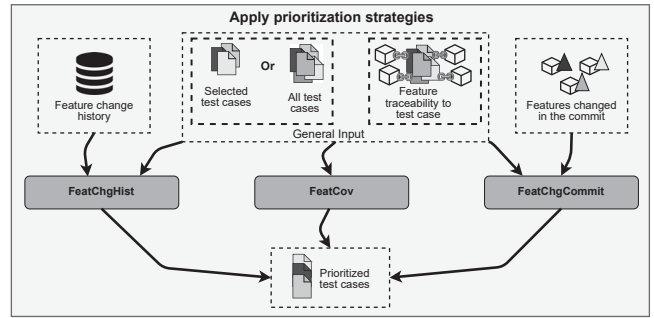 Apply prioritization strategies
Feature change
history
Selected
test cases
Or
All test
cases
Feature
traceability to
test case
General Input
Features changed
in the commit
FeatChgHist
FeatCov
FeatChgCommit
Prioritized
test cases